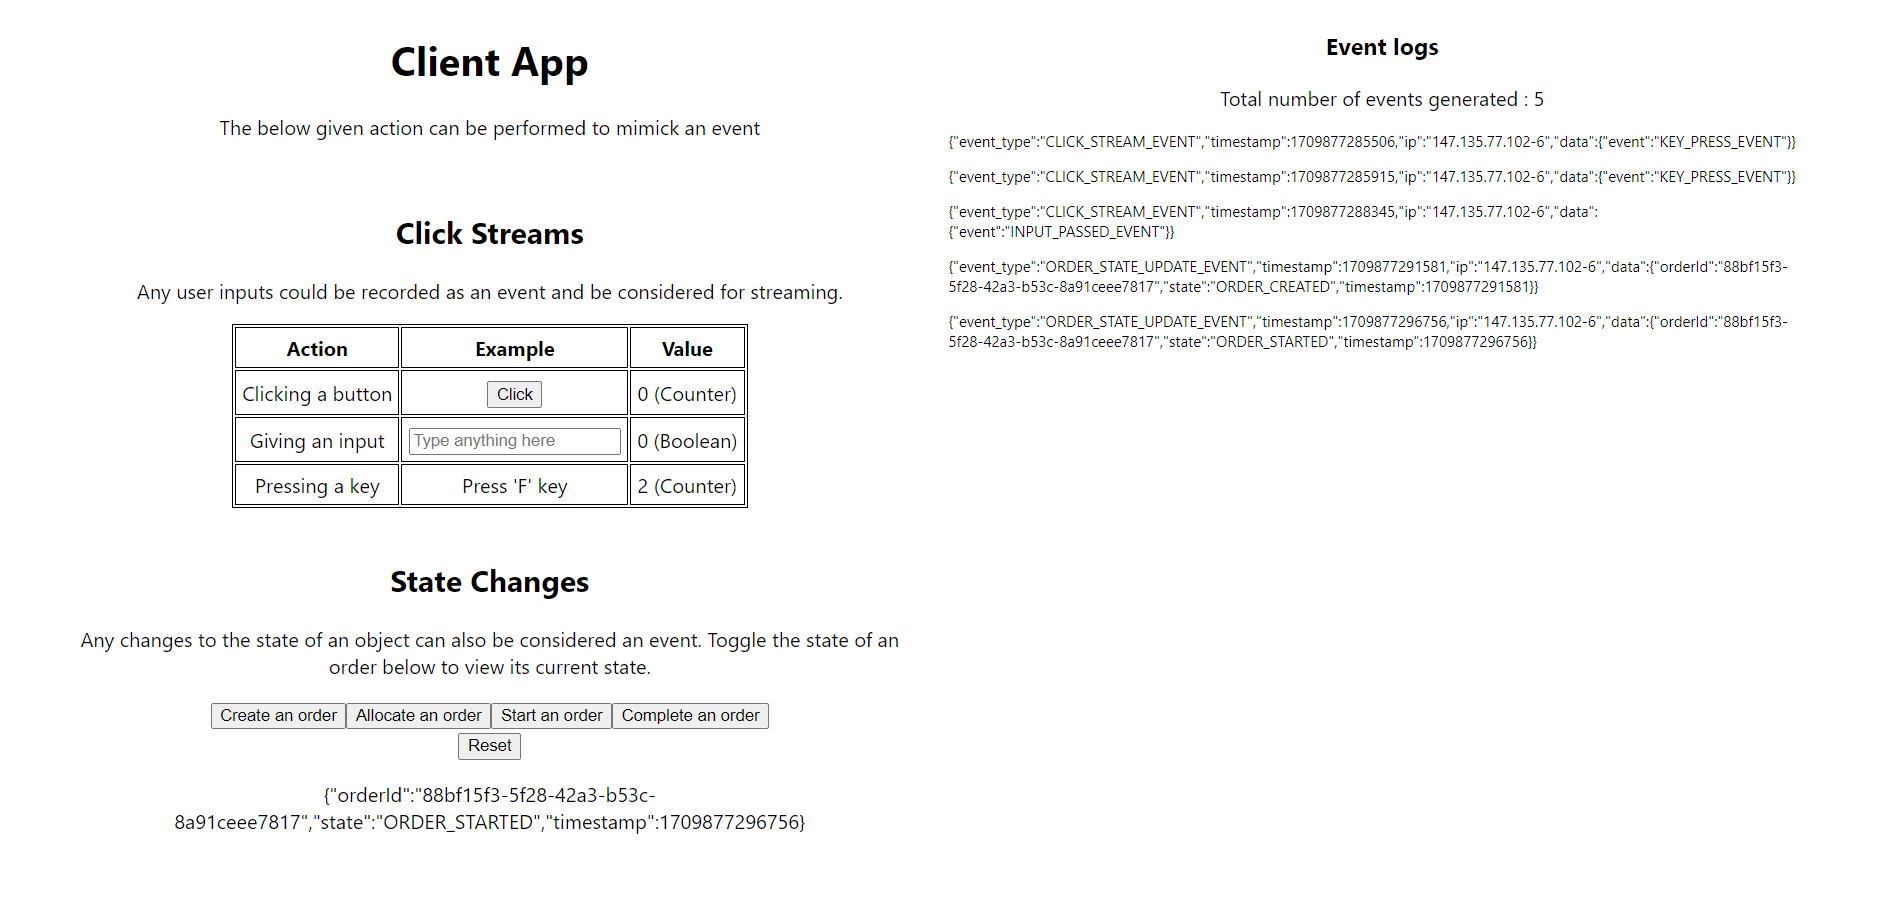 Client App
The below given action can be performed to mimick an event
Click Streams
Any user inputs could be recorded as an event and be considered for streaming.
Action Example Value
Clicking a button Click 0 (Counter)
Giving an input Type anything here 0 (Boolean)
Pressing a key Press 'F' key 2 (Counter)
State Changes
Any changes to the state of an object can also be considered an event. Toggle the state of an
order below to view its current state.
Create an order Allocate an order Start an order Complete an order
Reset
{"orderId":"88bf15f3-5f28-42a3-b53c-
8a91ceee7817","state":"ORDER_STARTED","timestamp":1709877296756}
Event logs
Total number of events generated : 5
{"event_type":"CLICK_STREAM_EVENT","timestamp":1709877285506,"ip":"147.135.77.102-6","data":{"event":"KEY_PRESS_EVENT"}}
{"event_type":"CLICK_STREAM_EVENT","timestamp":1709877285915,"ip":"147.135.77.102-6","data":{"event":"KEY_PRESS_EVENT"}}
{"event_type":"CLICK_STREAM_EVENT","timestamp":1709877288345,"ip":"147.135.77.102-6","data":
{"event":"INPUT_PASSED_EVENT"}}
{"event_type":"ORDER_STATE_UPDATE_EVENT","timestamp":1709877291581,"ip":"147.135.77.102-6","data":{"orderId":"88bf15f3-
5f28-42a3-b53c-8a91ceee7817","state":"ORDER_CREATED","timestamp":1709877291581}}
{"event_type":"ORDER_STATE_UPDATE_EVENT","timestamp":1709877296756,"ip":"147.135.77.102-6","data":{"orderId":"88bf15f3-
5f28-42a3-b53c-8a91ceee7817","state":"ORDER_STARTED","timestamp":1709877296756}}